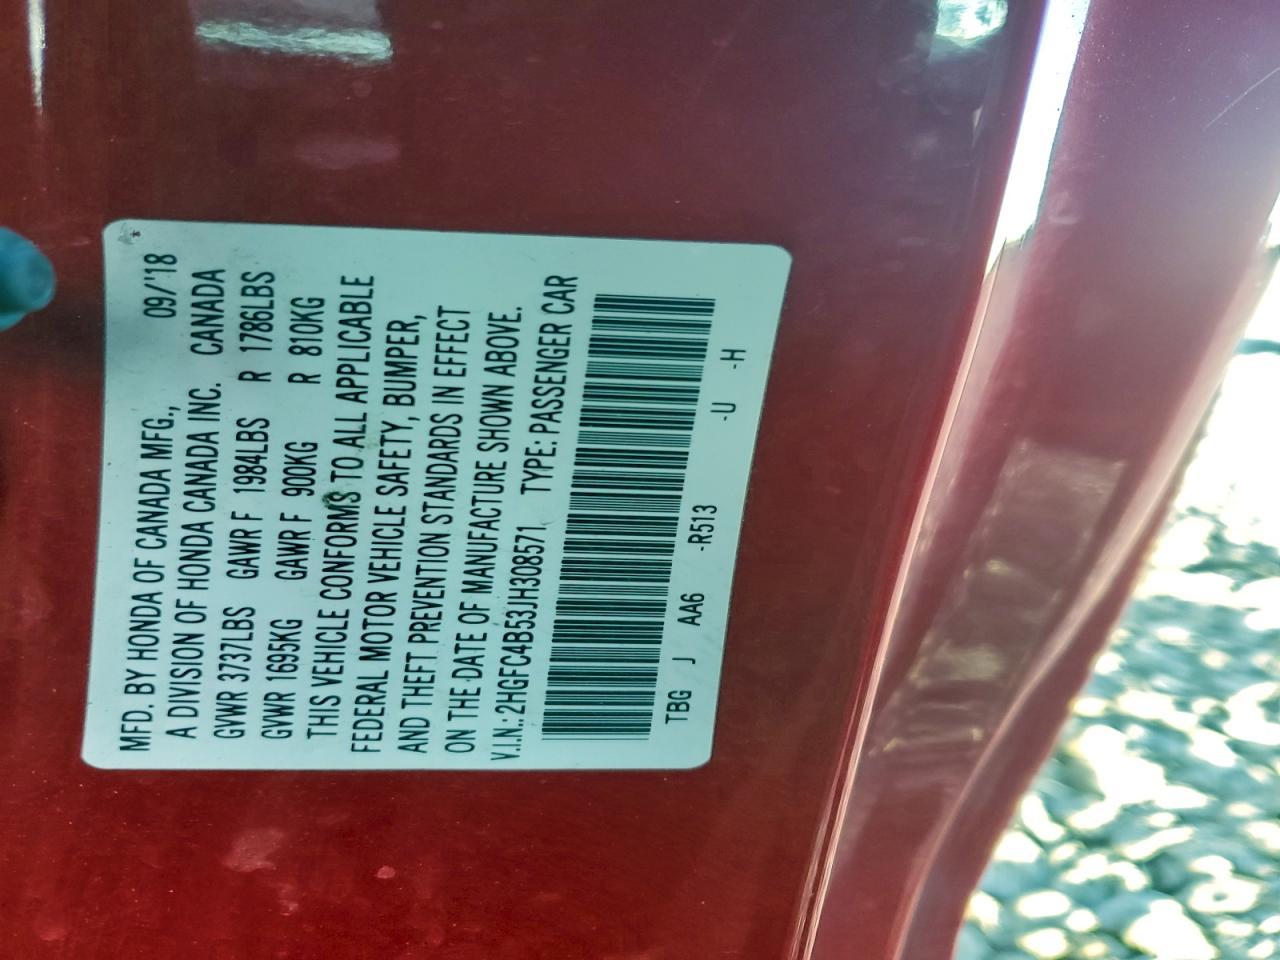 MFD. BY HONDA OF CANADA MFG., 09/'18
A DIVISION OF HONDA CANADA INC. CANADA
GVWR 3737LBS GAWR F 1984LBS R 1786LBS
GVWR 1695KG GAWR F 900KG R 810KG
THIS VEHICLE CONFORMS TO ALL APPLICABLE
FEDERAL MOTOR VEHICLE SAFETY, BUMPER,
AND THEFT PREVENTION STANDARDS IN EFFECT
ON THE DATE OF MANUFACTURE SHOWN ABOVE.
V.I.N.: 2HGFC4B53JH308571 TYPE: PASSENGER CAR
TBG J AA6 -R513 -U -H